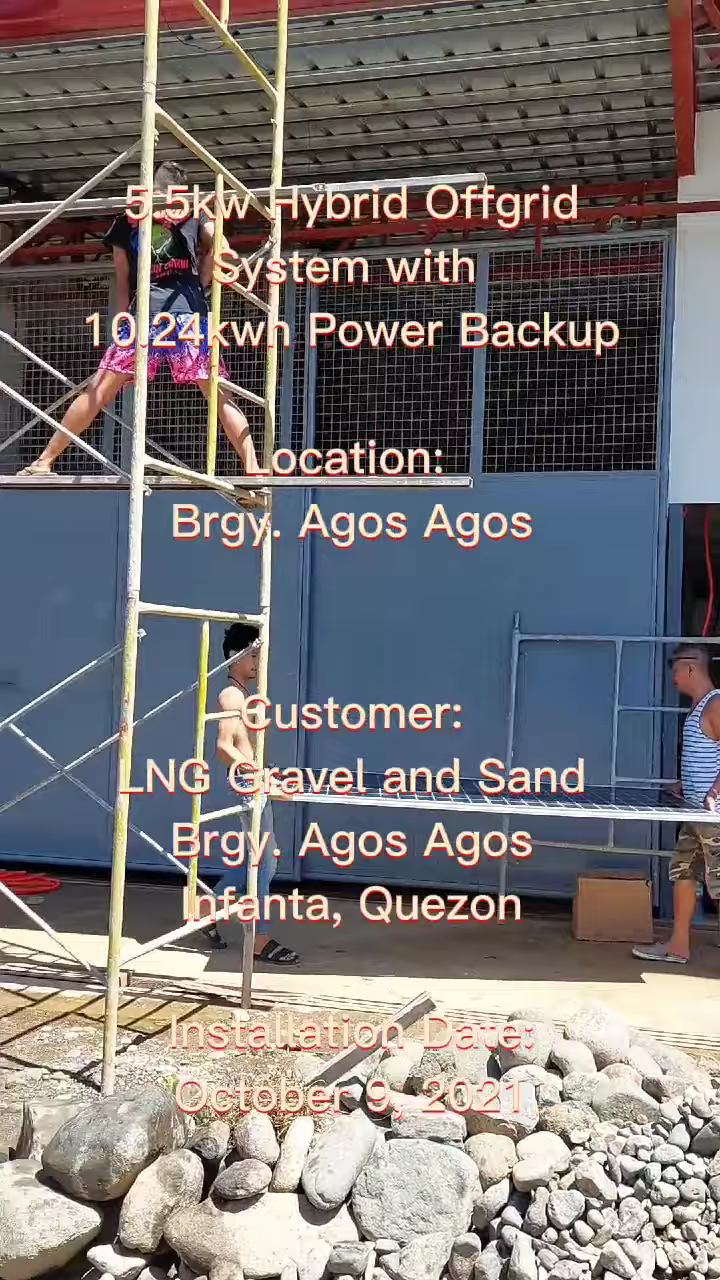 5.5kw Hybrid Offgrid
System with
10.24kwh Power Backup
Location:
Brgy. Agos Agos
Customer:
LNG Gravel and Sand
Brgy. Agos Agos
Infanta, Quezon
Installation Date:
October 9, 2021